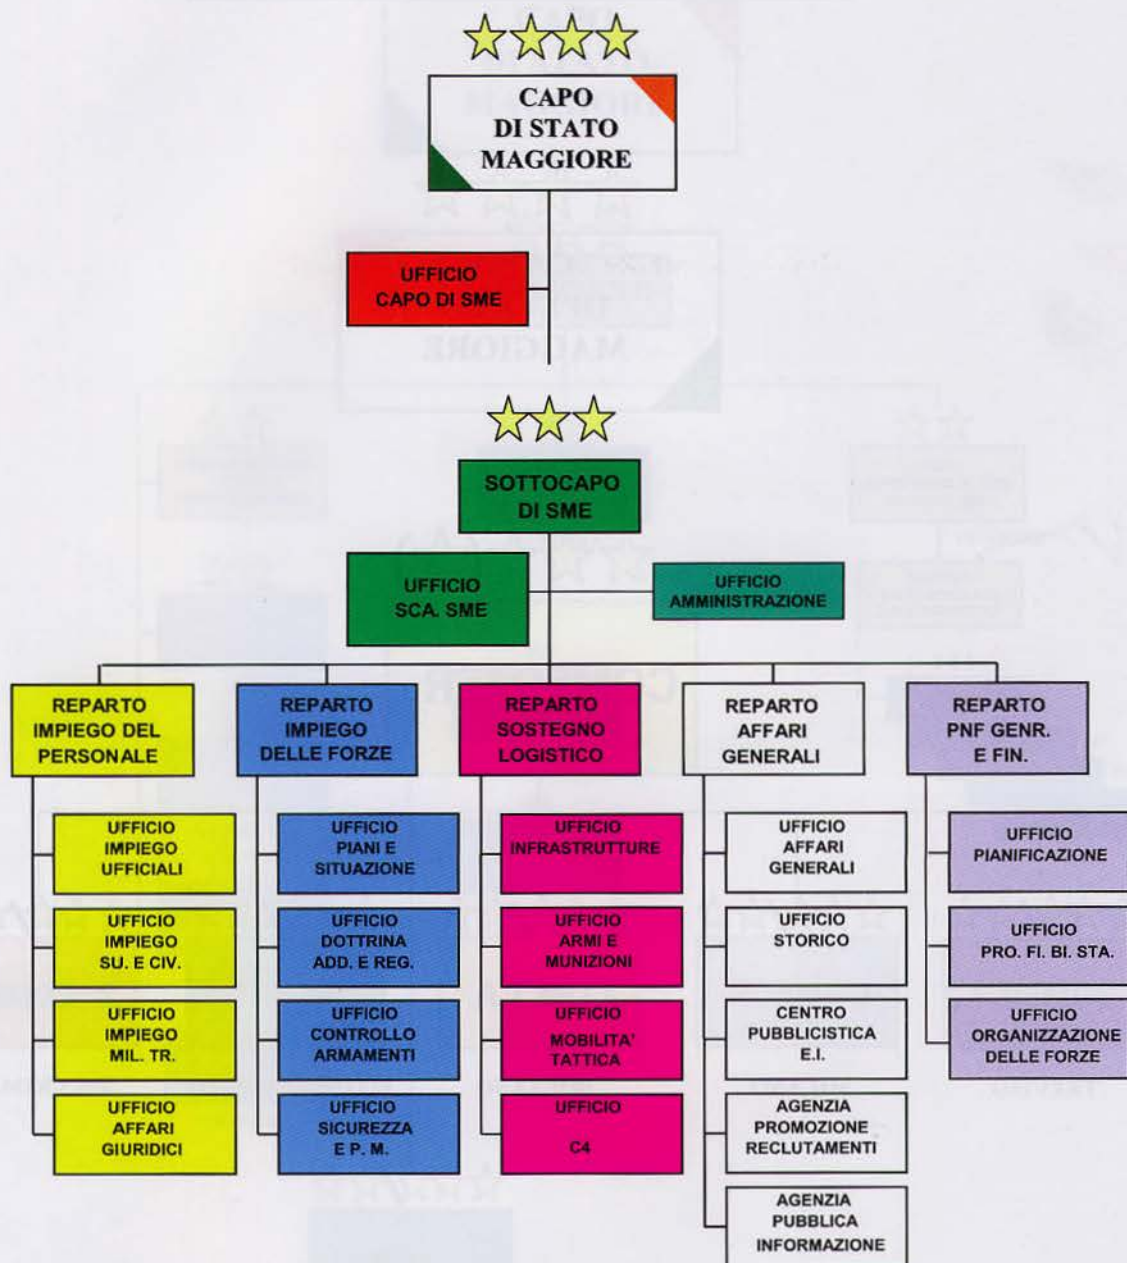 CAPO
DI STATO
MAGGIORE
UFFICIO
CAPO DI SME
SOTTOCAPO
DI SME
UFFICIO
SCA. SME
UFFICIO
AMMINISTRAZIONE
REPARTO
IMPIEGO DEL
PERSONALE
REPARTO
IMPIEGO
DELLE FORZE
REPARTO
SOSTEGNO
LOGISTICO
REPARTO
AFFARI
GENERALI
REPARTO
PNF GENR.
E FIN.
UFFICIO
IMPIEGO
UFFICIALI
UFFICIO
IMPIEGO
SU. E CIV.
UFFICIO
IMPIEGO
MIL. TR.
UFFICIO
AFFARI
GIURIDICI
UFFICIO
PIANI E
SITUAZIONE
UFFICIO
DOTTRINA
ADD. E REG.
UFFICIO
CONTROLLO
ARMAMENTI
UFFICIO
SICUREZZA
E P. M.
UFFICIO
INFRASTRUTTURE
UFFICIO
ARMI E
MUNIZIONI
UFFICIO
MOBILITA'
TATTICA
UFFICIO
C4
UFFICIO
AFFARI
GENERALI
UFFICIO
STORICO
CENTRO
PUBBLICISTICA
E.I.
AGENZIA
PROMOZIONE
RECLUTAMENTI
AGENZIA
PUBBLICA
INFORMAZIONE
UFFICIO
PIANIFICAZIONE
UFFICIO
PRO. FI. BI. STA.
UFFICIO
ORGANIZZAZIONE
DELLE FORZE